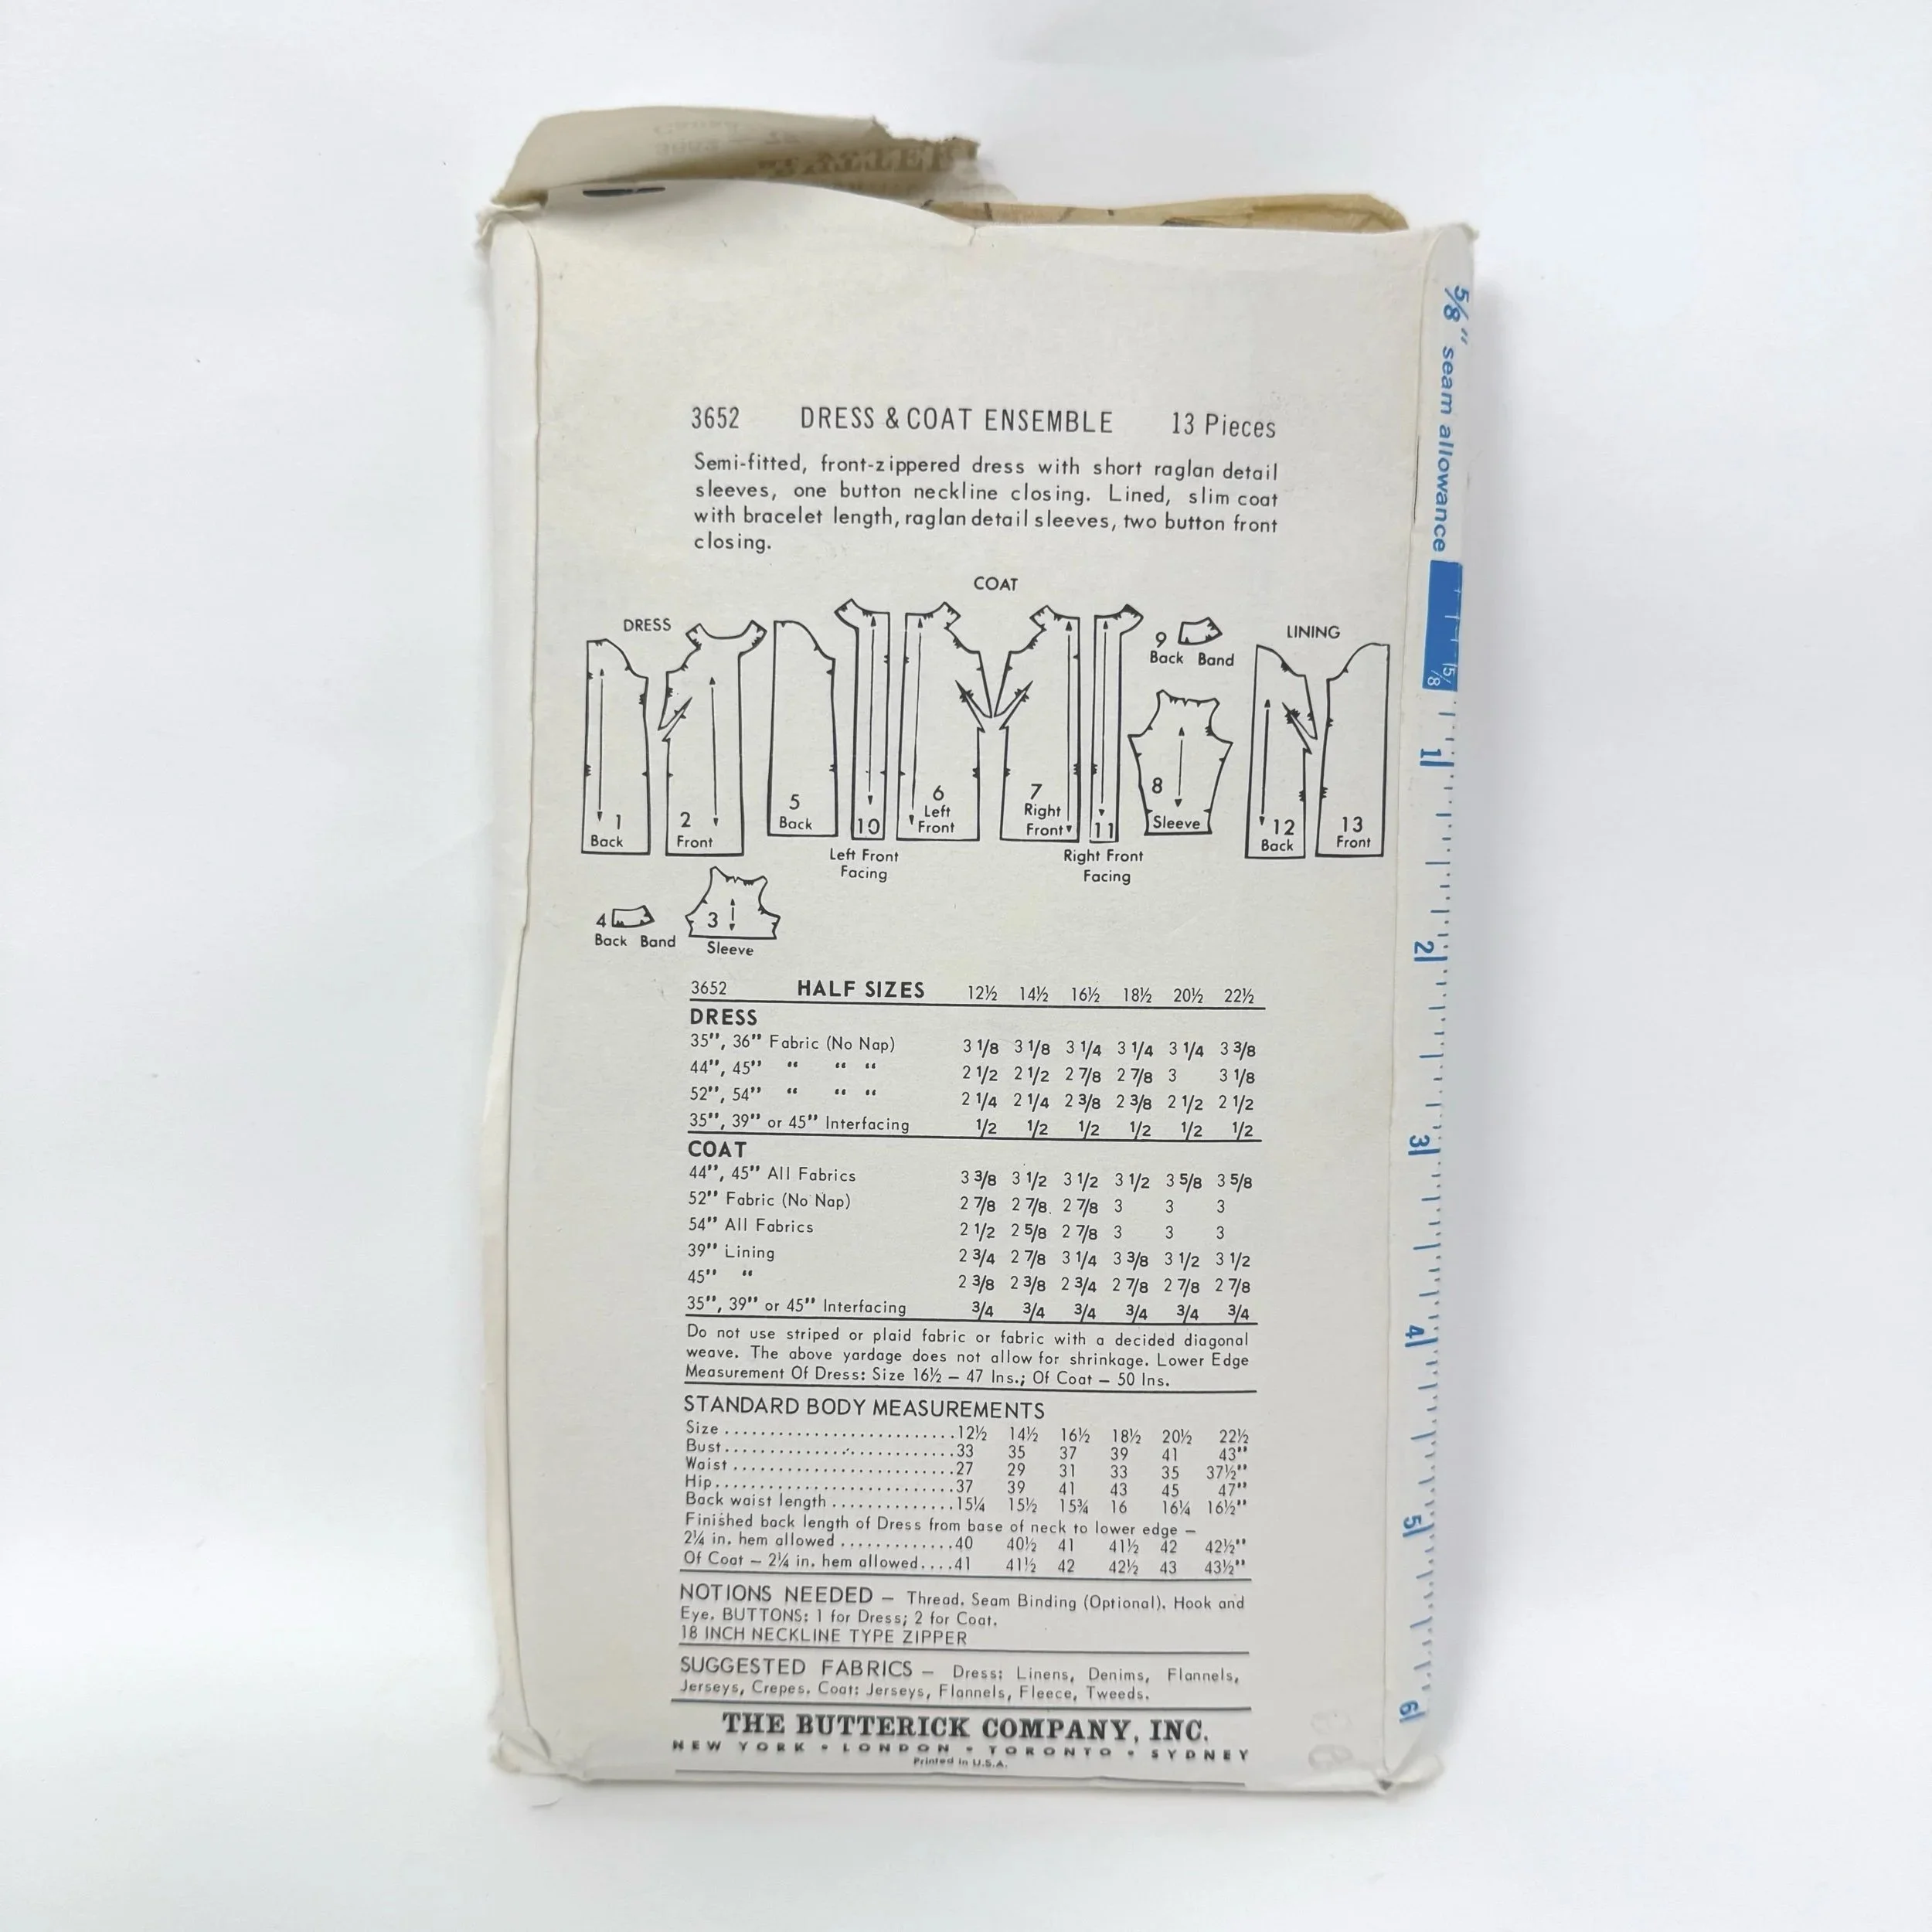 3652 DRESS & COAT ENSEMBLE 13 Pieces
Semi-fitted, front-zippered dress with short raglan detail
sleeves, one button neckline closing. Lined, slim coat
with bracelet length, raglan detail sleeves, two button front
closing.
COAT
DRESS
LINING
1
Back
2
Front
5
Back
10
Left Front
Facing
6
Left
Front
7
Right
Front
11
Right Front
Facing
9
Back Band
8
Sleeve
12
Back
13
Front
4
Back Band
3
Sleeve
3652 HALF SIZES 12½ 14½ 16½ 18½ 20½ 22½
DRESS
35", 36" Fabric (No Nap) 3 1/8 3 1/8 3 1/4 3 1/4 3 1/4 3 3/8
44", 45" “ “ “ 2 1/2 2 1/2 2 7/8 2 7/8 3 3 1/8
52", 54" “ “ “ 2 1/4 2 1/4 2 3/8 2 3/8 2 1/2 2 1/2
35", 39" or 45" Interfacing 1/2 1/2 1/2 1/2 1/2 1/2
COAT
44", 45" All Fabrics 3 3/8 3 1/2 3 1/2 3 1/2 3 5/8 3 5/8
52" Fabric (No Nap) 2 7/8 2 7/8 2 7/8 3 3 3
54" All Fabrics 2 1/2 2 5/8 2 7/8 3 3 3
39" Lining 2 3/4 2 7/8 3 1/4 3 3/8 3 1/2 3 1/2
45" “ 2 3/8 2 3/8 2 3/4 2 7/8 2 7/8 2 7/8
35", 39" or 45" Interfacing 3/4 3/4 3/4 3/4 3/4 3/4
Do not use striped or plaid fabric or fabric with a decided diagonal
weave. The above yardage does not allow for shrinkage. Lower Edge
Measurement Of Dress: Size 16½ – 47 Ins.; Of Coat – 50 Ins.
STANDARD BODY MEASUREMENTS
Size..........................12½ 14½ 16½ 18½ 20½ 22½
Bust..........................33 35 37 39 41 43"
Waist.........................27 29 31 33 35 37½"
Hip...........................37 39 41 43 45 47"
Back waist length.............15¼ 15½ 15¾ 16 16¼ 16½"
Finished back length of Dress from base of neck to lower edge –
2¼ in. hem allowed.............40 40½ 41 41½ 42 42½"
Of Coat – 2¼ in. hem allowed....41 41½ 42 42½ 43 43½"
NOTIONS NEEDED – Thread. Seam Binding (Optional). Hook and
Eye. BUTTONS: 1 for Dress; 2 for Coat.
18 INCH NECKLINE TYPE ZIPPER
SUGGESTED FABRICS – Dress: Linens, Denims, Flannels,
Jerseys, Crepes. Coat: Jerseys, Flannels, Fleece, Tweeds.
THE BUTTERICK COMPANY, INC.
NEW YORK • LONDON • TORONTO • SYDNEY
Printed in U.S.A.
5/8" seam allowance
5/8
1
2
3
4
5
6